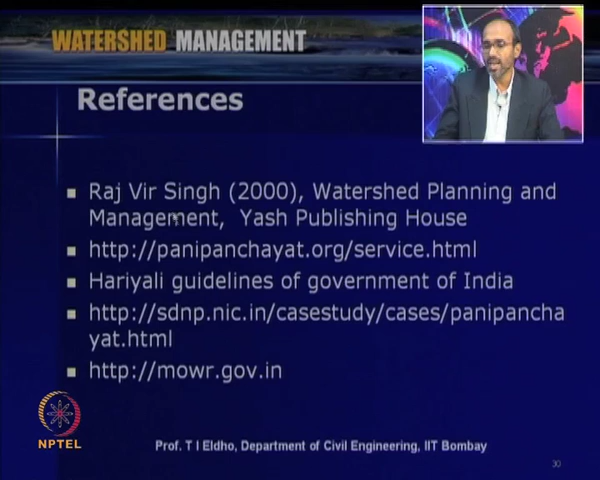 WATERSHED MANAGEMENT
References
Raj Vir Singh (2000), Watershed Planning and
Management, Yash Publishing House
http://panipanchayat.org/service.html
Hariyali guidelines of government of India
http://sdnp.nic.in/casestudy/cases/panipancha
yat.html
http://mowr.gov.in
NPTEL
Prof. T I Eldho, Department of Civil Engineering, IIT Bombay
30